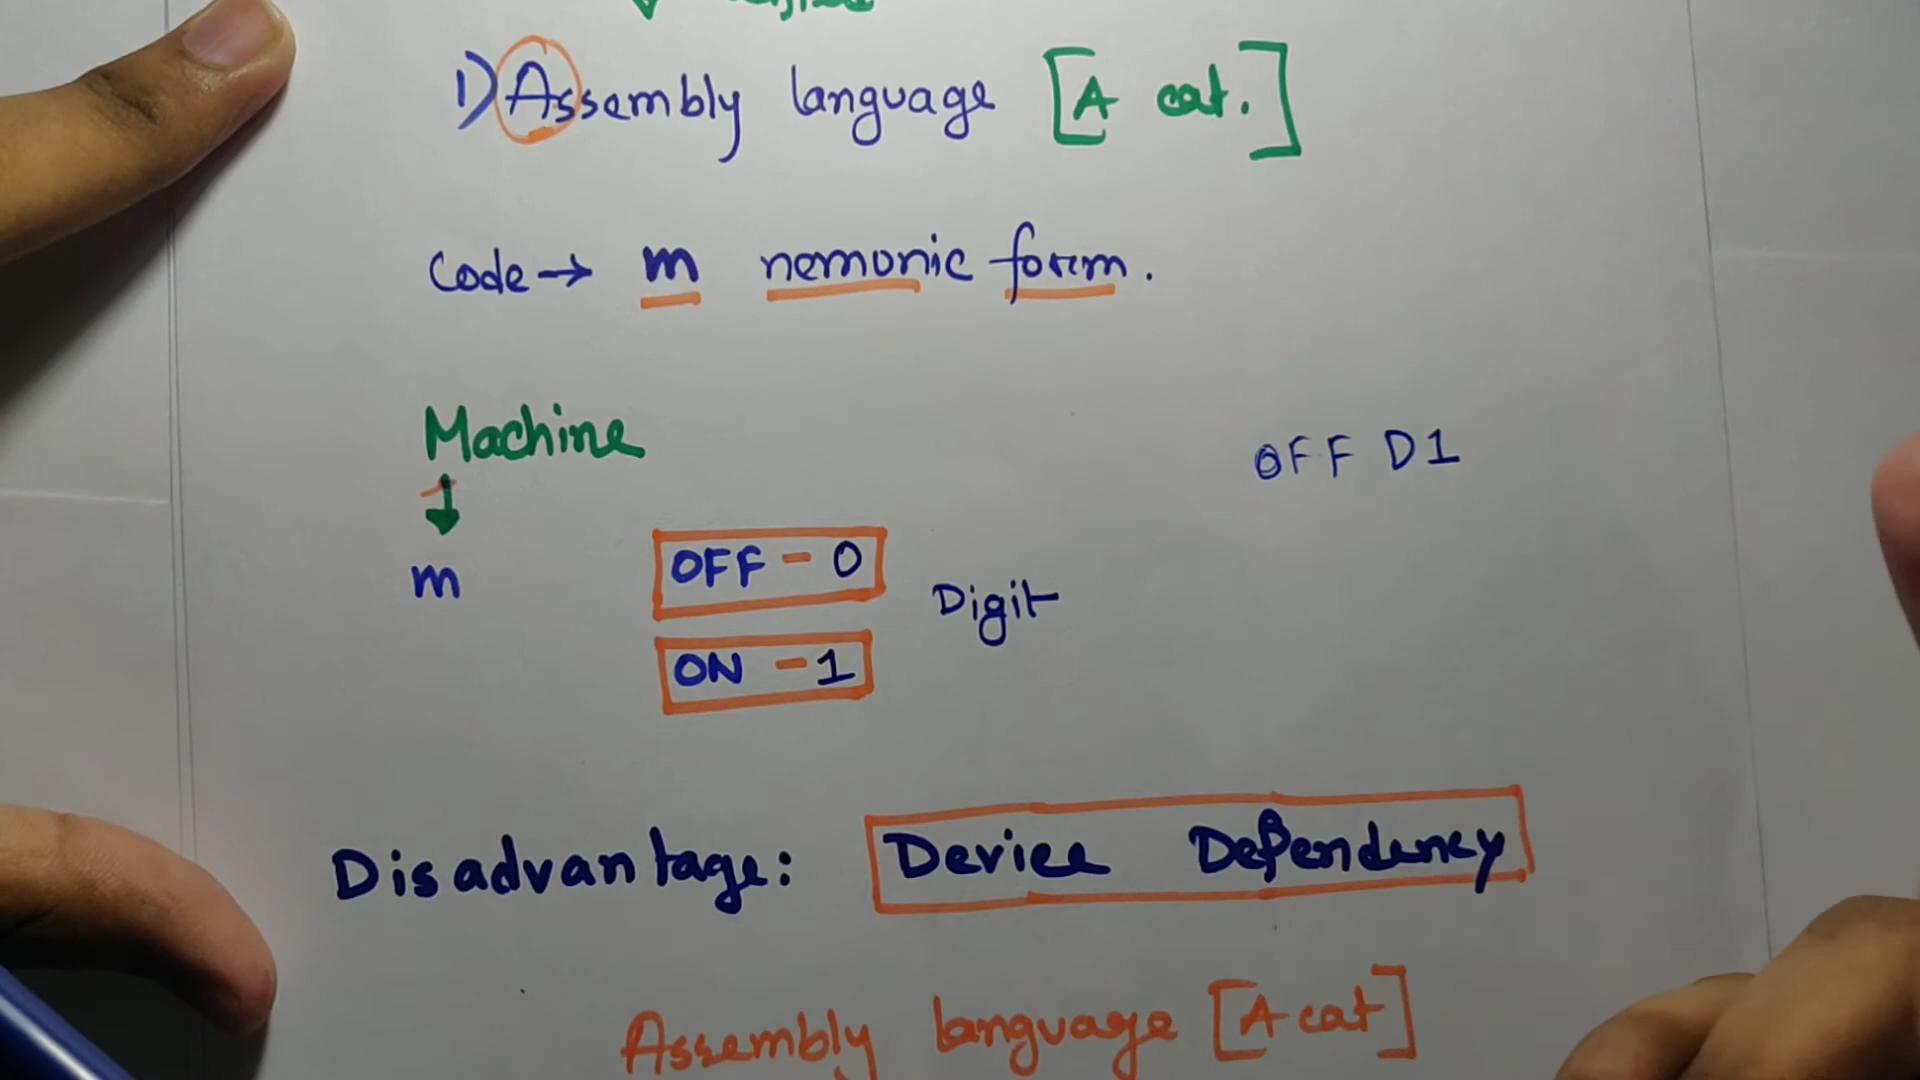 1) Assembly language [A cat.]
Code → m nemonic form.
Machine
↓
m
OFF D1
OFF - 0
Digit
ON - 1
Disadvantage: Device Dependency
Assembly language [A cat]